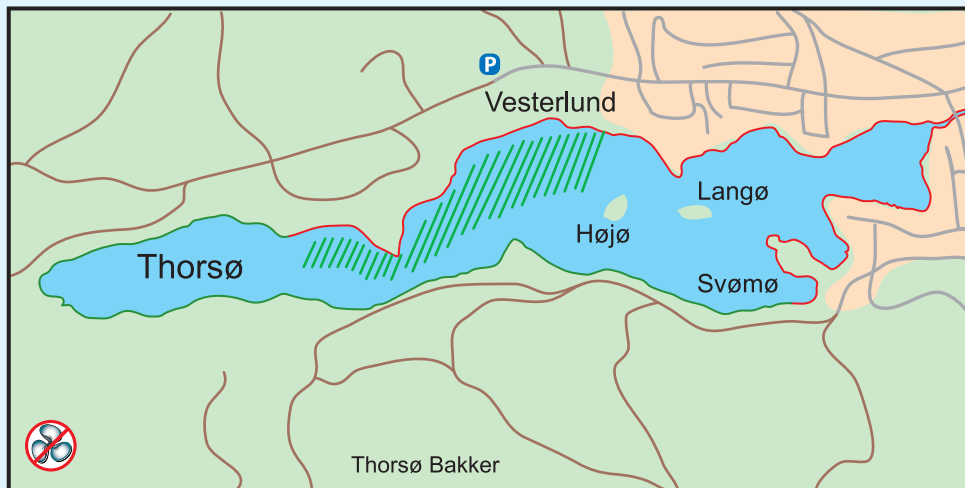 P
Vesterlund
Langø
Højø
Thorsø
Svømø
Thorsø Bakker